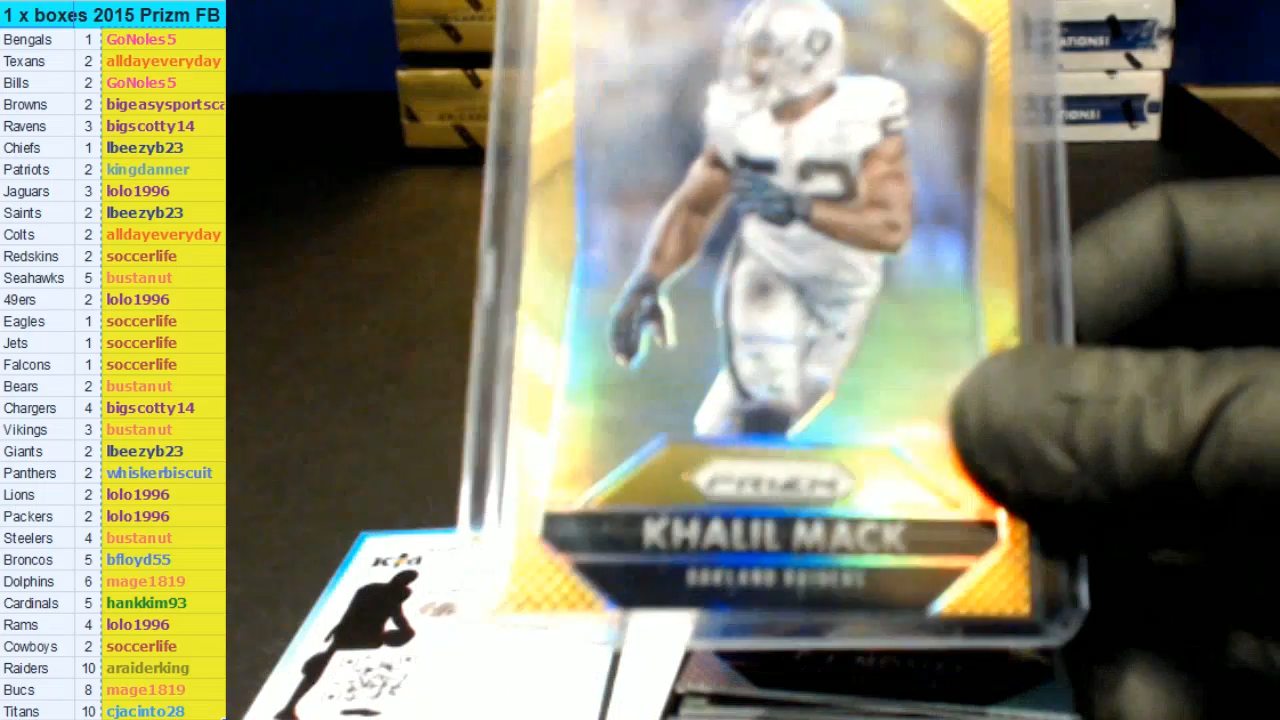 1 x boxes 2015 Prizm FB
Bengals 1 GoNoles5
Texans 2 alldayeveryday
Bills 2 GoNoles5
Browns 2 bigeasysportsca
Ravens 3 bigscotty14
Chiefs 1 lbeezyb23
Patriots 2 kingdanner
Jaguars 3 lolo1996
Saints 2 lbeezyb23
Colts 2 alldayeveryday
Redskins 2 soccerlife
Seahawks 5 bustanut
49ers 2 lolo1996
Eagles 1 soccerlife
Jets 1 soccerlife
Falcons 1 soccerlife
Bears 2 bustanut
Chargers 4 bigscotty14
Vikings 3 bustanut
Giants 2 lbeezyb23
Panthers 2 whiskerbiscuit
Lions 2 lolo1996
Packers 2 lolo1996
Steelers 4 bustanut
Broncos 5 bfloyd55
Dolphins 6 mage1819
Cardinals 5 hankkim93
Rams 4 lolo1996
Cowboys 2 soccerlife
Raiders 10 araiderking
Bucs 8 mage1819
Titans 10 cjacinto28
PRIZM
KHALIL MACK
OAKLAND RAIDERS